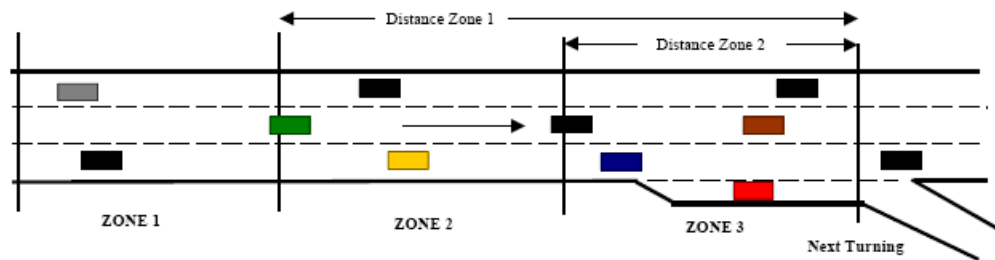 Distance Zone 1
Distance Zone 2
ZONE 1
ZONE 2
ZONE 3
Next Turning